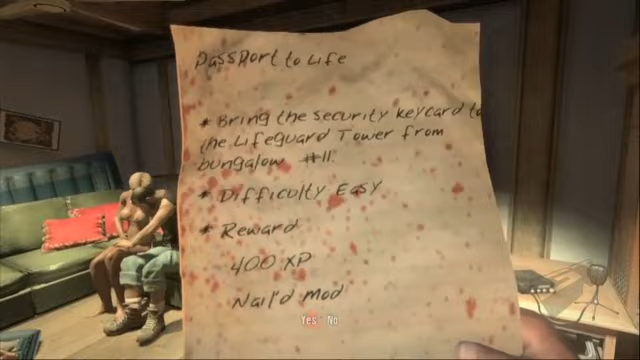 Passport to Life
* Bring the security keycard to
the Lifeguard Tower from
bungalow #11.
* Difficulty Easy
* Reward
400 XP
Nail'd Mod
Yes No